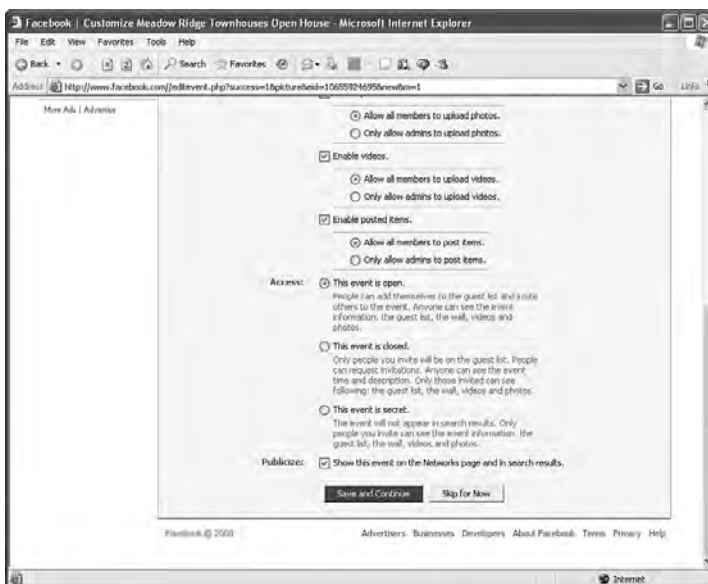 Facebook | Customize Meadow Ridge Townhouses Open House - Microsoft Internet Explorer
File Edit View Favorites Tools Help
Back Search Favorites
Address http://www.facebook.com//editevent.php?success=1&picture&eid=10655924695&new&m=1 Go Links
More Ads | Advertise
Allow all members to upload photos.
Only allow admins to upload photos.
Enable videos.
Allow all members to upload videos.
Only allow admins to upload videos.
Enable posted items.
Allow all members to post items.
Only allow admins to post items.
Access: This event is open.
People can add themselves to the guest list and invite
others to the event. Anyone can see the event
information, the guest list, the wall, videos and
photos.
This event is closed.
Only people you invite will be on the guest list. People
can request invitations. Anyone can see the event
time and description. Only those invited can see
following: the guest list, the wall, videos and photos.
This event is secret.
The event will not appear in search results. Only
people you invite can see the event information, the
guest list, the wall, videos and photos.
Publicize: Show this event on the Networks page and in search results.
Save and Continue Skip for Now
Facebook © 2008 Advertisers Businesses Developers About Facebook Terms Privacy Help
Internet